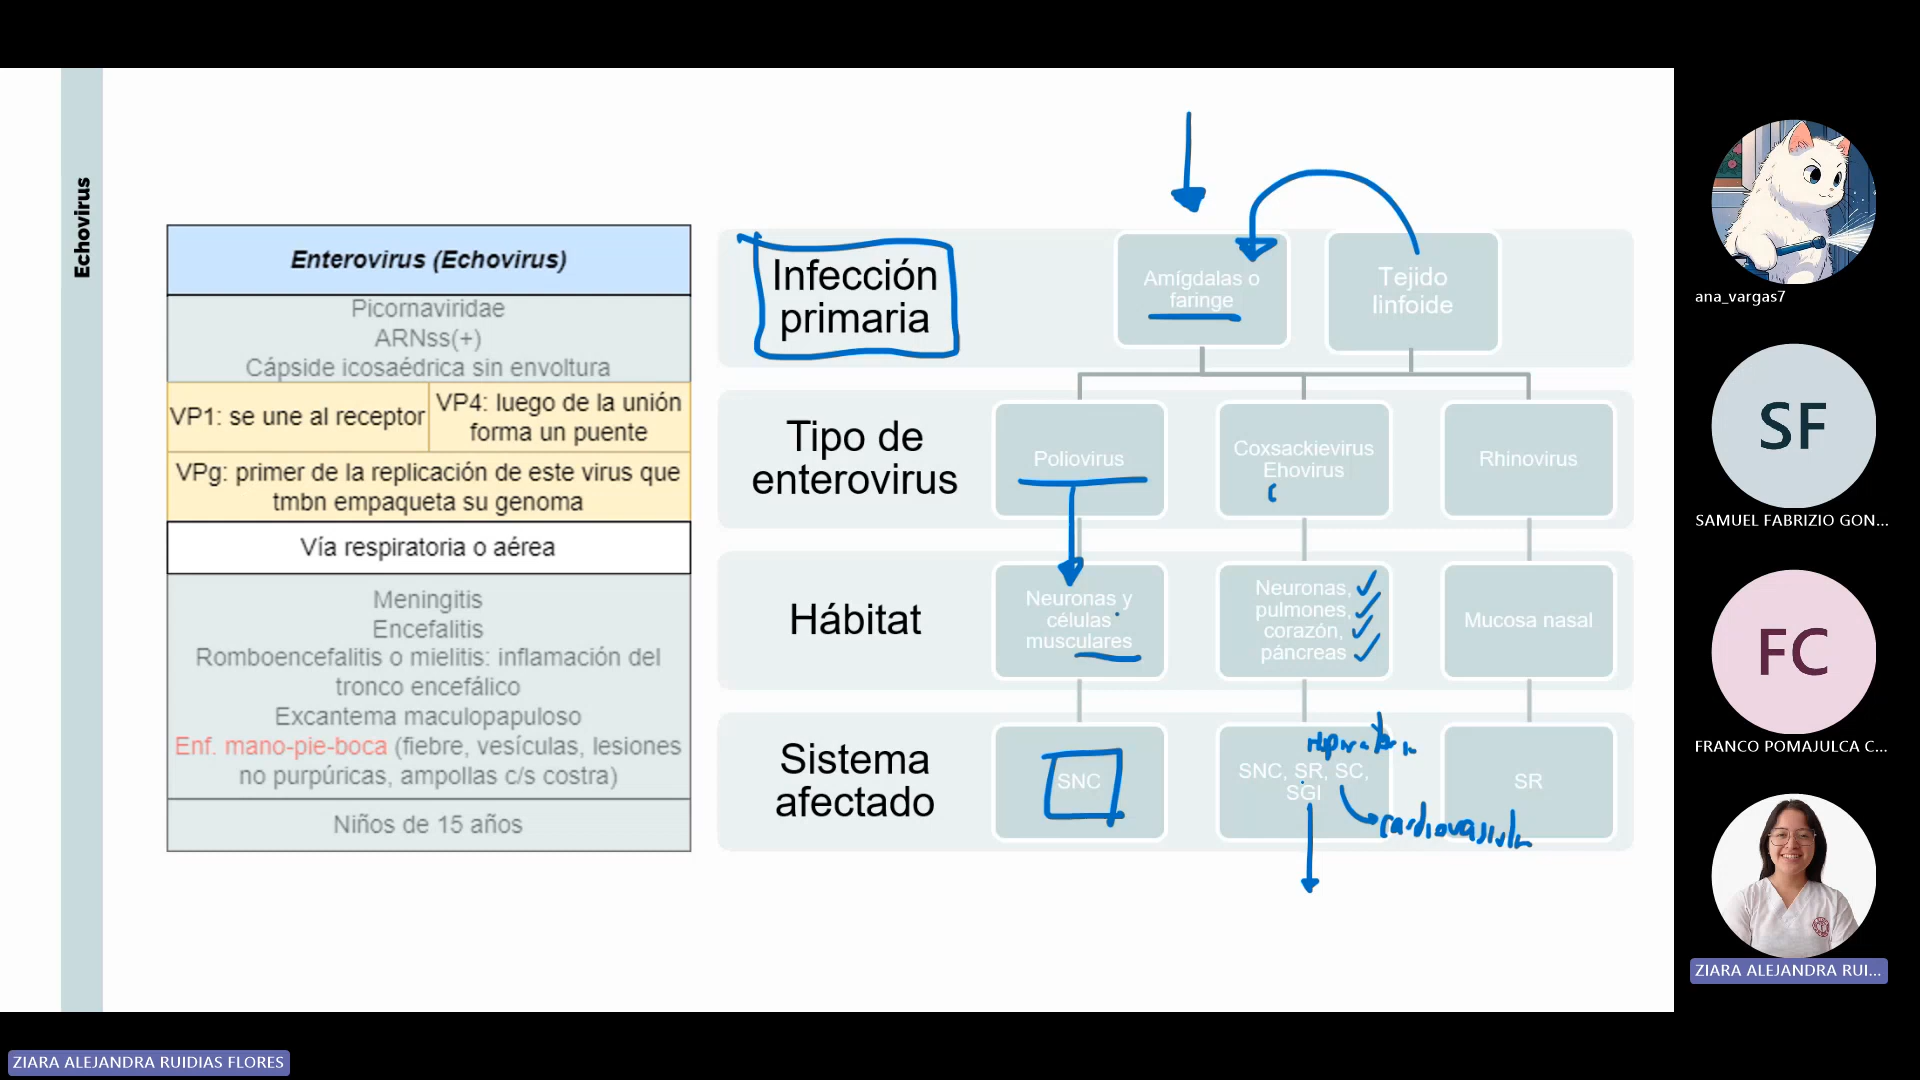 Echovirus
Enterovirus (Echovirus)
Picornaviridae
ARNss(+)
Cápside icosaédrica sin envoltura
VP1: se une al receptor
VP4: luego de la unión
forma un puente
VPg: primer de la replicación de este virus que
tmbn empaqueta su genoma
Vía respiratoria o aérea
Meningitis
Encefalitis
Romboencefalitis o mielitis: inflamación del
tronco encefálico
Excantema maculopapuloso
Enf. mano-pie-boca (fiebre, vesículas, lesiones
no purpúricas, ampollas c/s costra)
Niños de 15 años
Infección
primaria
Amígdalas o
faringe
Tejido
linfoide
Tipo de
enterovirus
Poliovirus
Coxsackievirus
Ehovirus
Rhinovirus
Hábitat
Neuronas y
células
musculares
Neuronas,
pulmones,
corazón,
páncreas
Mucosa nasal
Sistema
afectado
SNC
SNC, SR, SC,
SGI
cardiovascular
SR
ana_vargas7
SF
SAMUEL FABRIZIO GON...
FC
FRANCO POMAJULCA C...
ZIARA ALEJANDRA RUI...
ZIARA ALEJANDRA RUIDIAS FLORES